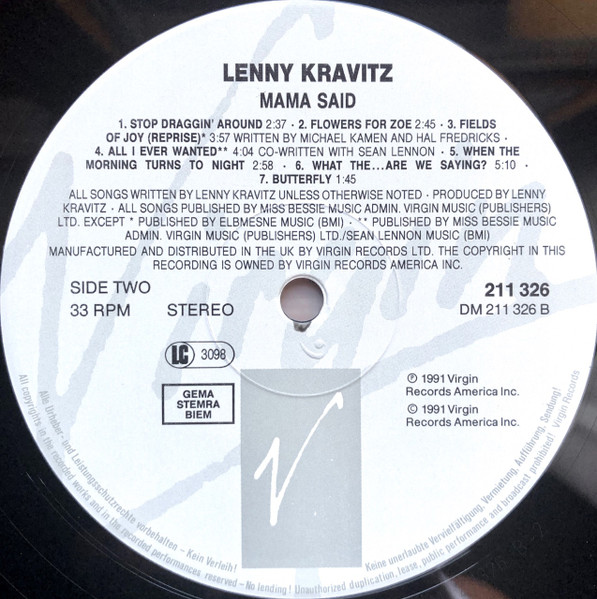 LENNY KRAVITZ
MAMA SAID
1. STOP DRAGGIN' AROUND 2:37 · 2. FLOWERS FOR ZOE 2:45 · 3. FIELDS
OF JOY (REPRISE)* 3:57 WRITTEN BY MICHAEL KAMEN AND HAL FREDRICKS ·
4. ALL I EVER WANTED** 4:04 CO-WRITTEN WITH SEAN LENNON · 5. WHEN THE
MORNING TURNS TO NIGHT 2:58 · 6. WHAT THE...ARE WE SAYING? 5:10 ·
7. BUTTERFLY 1:45
ALL SONGS WRITTEN BY LENNY KRAVITZ UNLESS OTHERWISE NOTED · PRODUCED BY LENNY
KRAVITZ · ALL SONGS PUBLISHED BY MISS BESSIE MUSIC ADMIN. VIRGIN MUSIC (PUBLISHERS)
LTD. EXCEPT * PUBLISHED BY ELBMESNE MUSIC (BMI) · ** PUBLISHED BY MISS BESSIE MUSIC
ADMIN. VIRGIN MUSIC (PUBLISHERS) LTD./SEAN LENNON MUSIC (BMI)
MANUFACTURED AND DISTRIBUTED IN THE UK BY VIRGIN RECORDS LTD. THE COPYRIGHT IN THIS
RECORDING IS OWNED BY VIRGIN RECORDS AMERICA INC.
SIDE TWO
211 326
33 RPM STEREO
DM 211 326 B
LC 3098
GEMA
STEMRA
BIEM
℗ 1991 Virgin
Records America Inc.
© 1991 Virgin
Records America Inc.
Virgin
V
Alle Urheber- und Leistungsschutzrechte vorbehalten – Kein Verleih! Keine unerlaubte Vervielfältigung, Vermietung, Aufführung, Sendung!
All copyrights in the recorded works and in the recorded performances reserved – No lending! Unauthorized duplication, lease, public performance and broadcast prohibited! Virgin Records